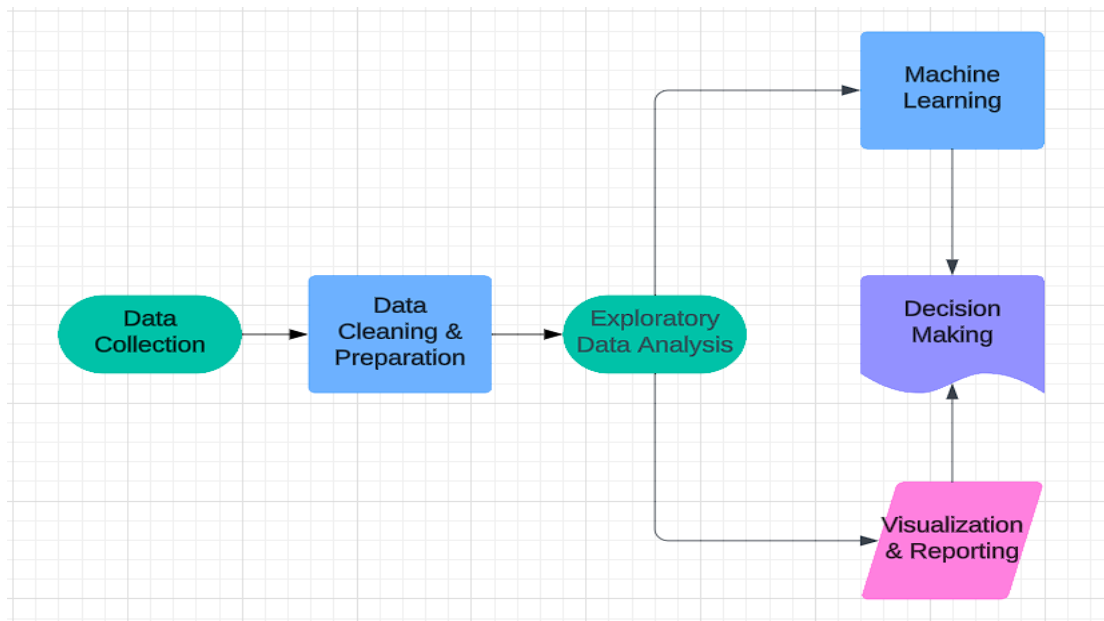 Data
Collection
Data
Cleaning &
Preparation
Exploratory
Data Analysis
Machine
Learning
Decision
Making
Visualization
& Reporting